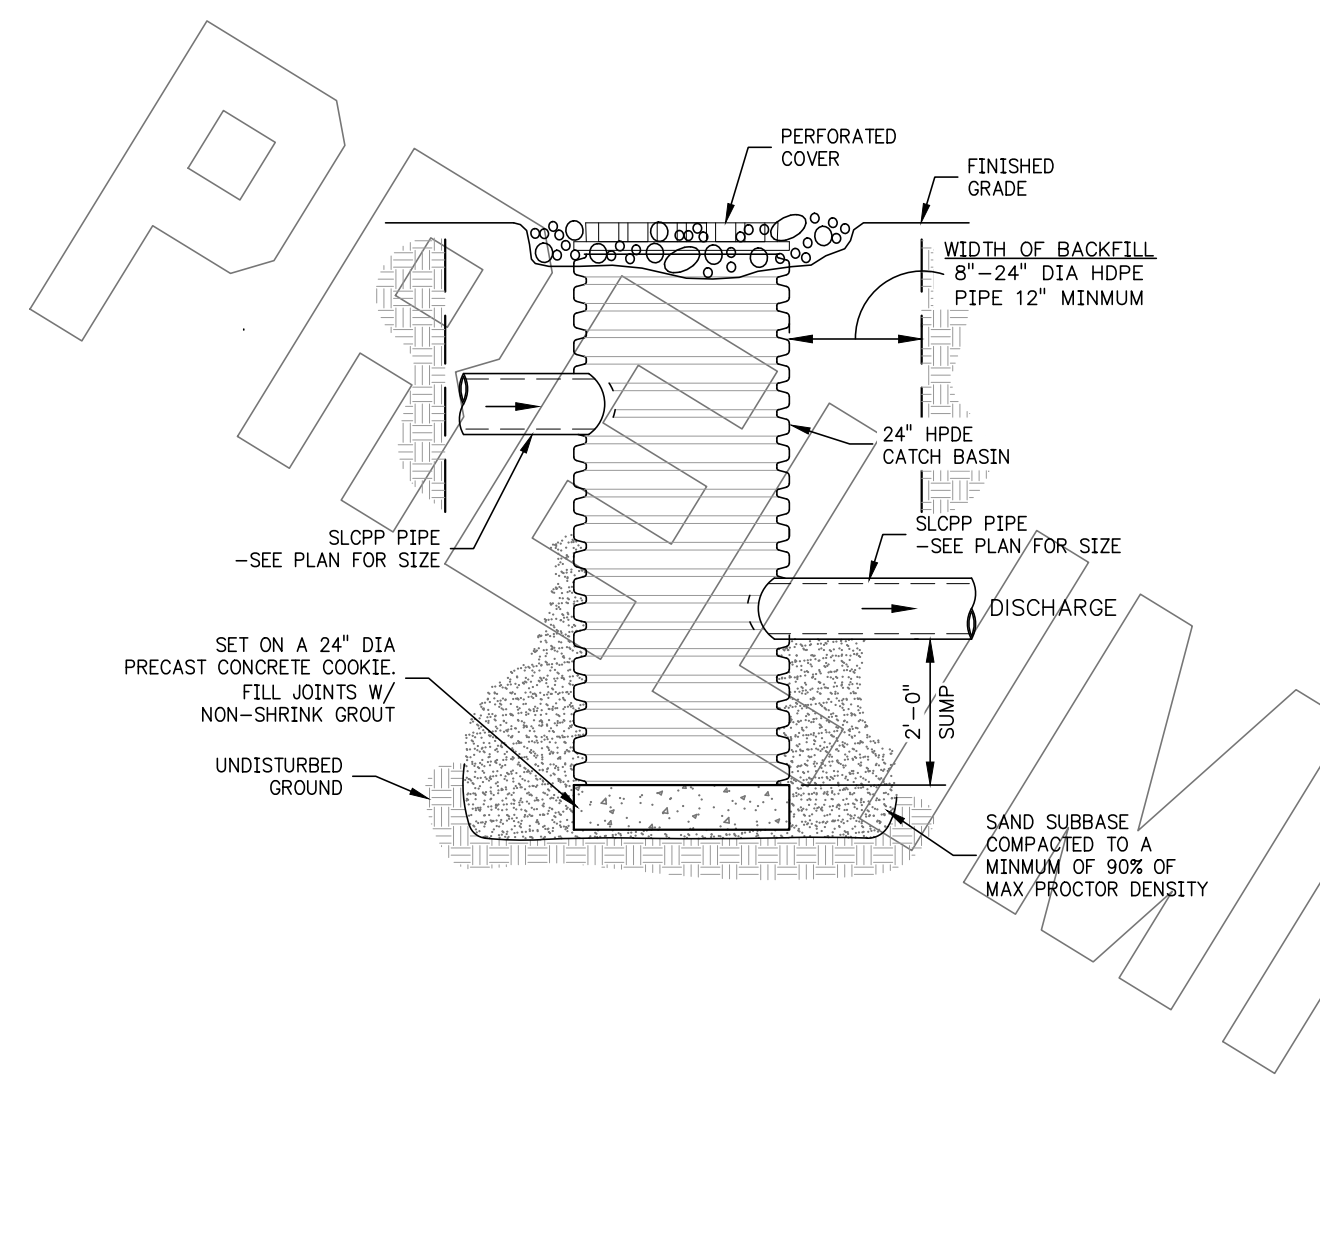 PERFORATED
COVER
FINISHED
GRADE
WIDTH OF BACKFILL
8"-24" DIA HDPE
PIPE 12" MINMUM
24" HPDE
CATCH BASIN
SLCPP PIPE
-SEE PLAN FOR SIZE
SLCPP PIPE
-SEE PLAN FOR SIZE
DISCHARGE
SET ON A 24" DIA
PRECAST CONCRETE COOKIE.
FILL JOINTS W/
NON-SHRINK GROUT
2'-0"
SUMP
UNDISTURBED
GROUND
SAND SUBBASE
COMPACTED TO A
MINMUM OF 90% OF
MAX PROCTOR DENSITY
PRELIMI